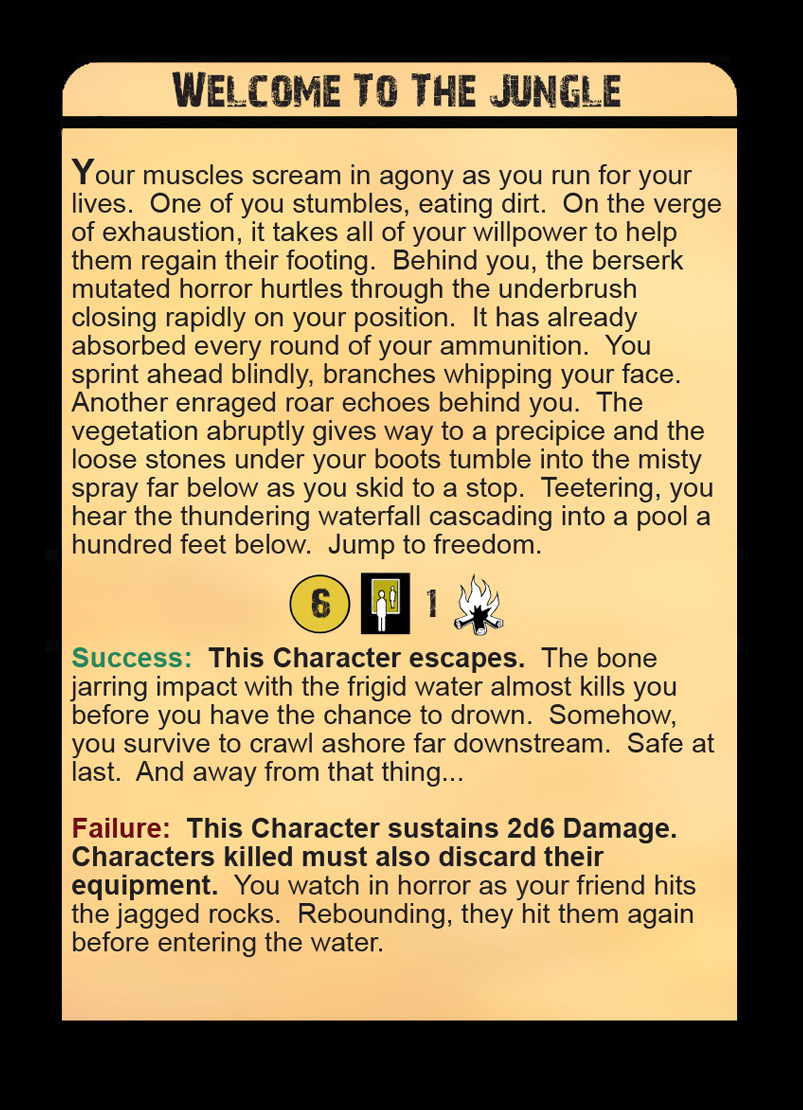 Welcome To The Jungle
Your muscles scream in agony as you run for your
lives.  One of you stumbles, eating dirt.  On the verge
of exhaustion, it takes all of your willpower to help
them regain their footing.  Behind you, the berserk
mutated horror hurtles through the underbrush
closing rapidly on your position.  It has already
absorbed every round of your ammunition.  You
sprint ahead blindly, branches whipping your face.
Another enraged roar echoes behind you.  The
vegetation abruptly gives way to a precipice and the
loose stones under your boots tumble into the misty
spray far below as you skid to a stop.  Teetering, you
hear the thundering waterfall cascading into a pool a
hundred feet below.  Jump to freedom.
6 1
Success:  This Character escapes.  The bone
jarring impact with the frigid water almost kills you
before you have the chance to drown.  Somehow,
you survive to crawl ashore far downstream.  Safe at
last.  And away from that thing...
Failure:  This Character sustains 2d6 Damage.
Characters killed must also discard their
equipment.  You watch in horror as your friend hits
the jagged rocks.  Rebounding, they hit them again
before entering the water.